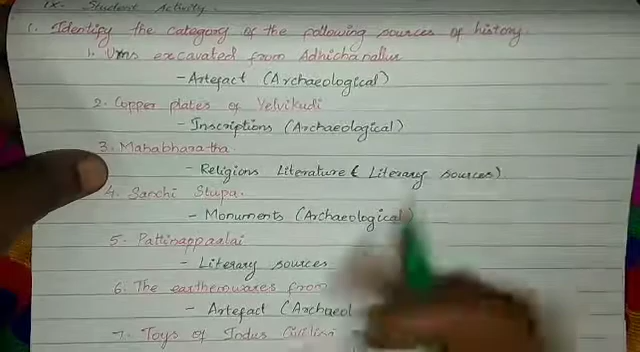 IX. Student Activity.
1. Identify the category of the following sources of history.
1. Urns excavated from Adhichanallur
- Artefact (Archaeological)
2. Copper plates of Velvikudi
- Inscriptions (Archaeological)
3. Mahabharatha
- Religions Literature ( Literary sources).
4. Sanchi Stupa.
- Monuments (Archaeological)
5. Pattinappaalai
- Literary sources
6. The earthenwares from
- Artefact (Archaeol
7. Toys of Indus